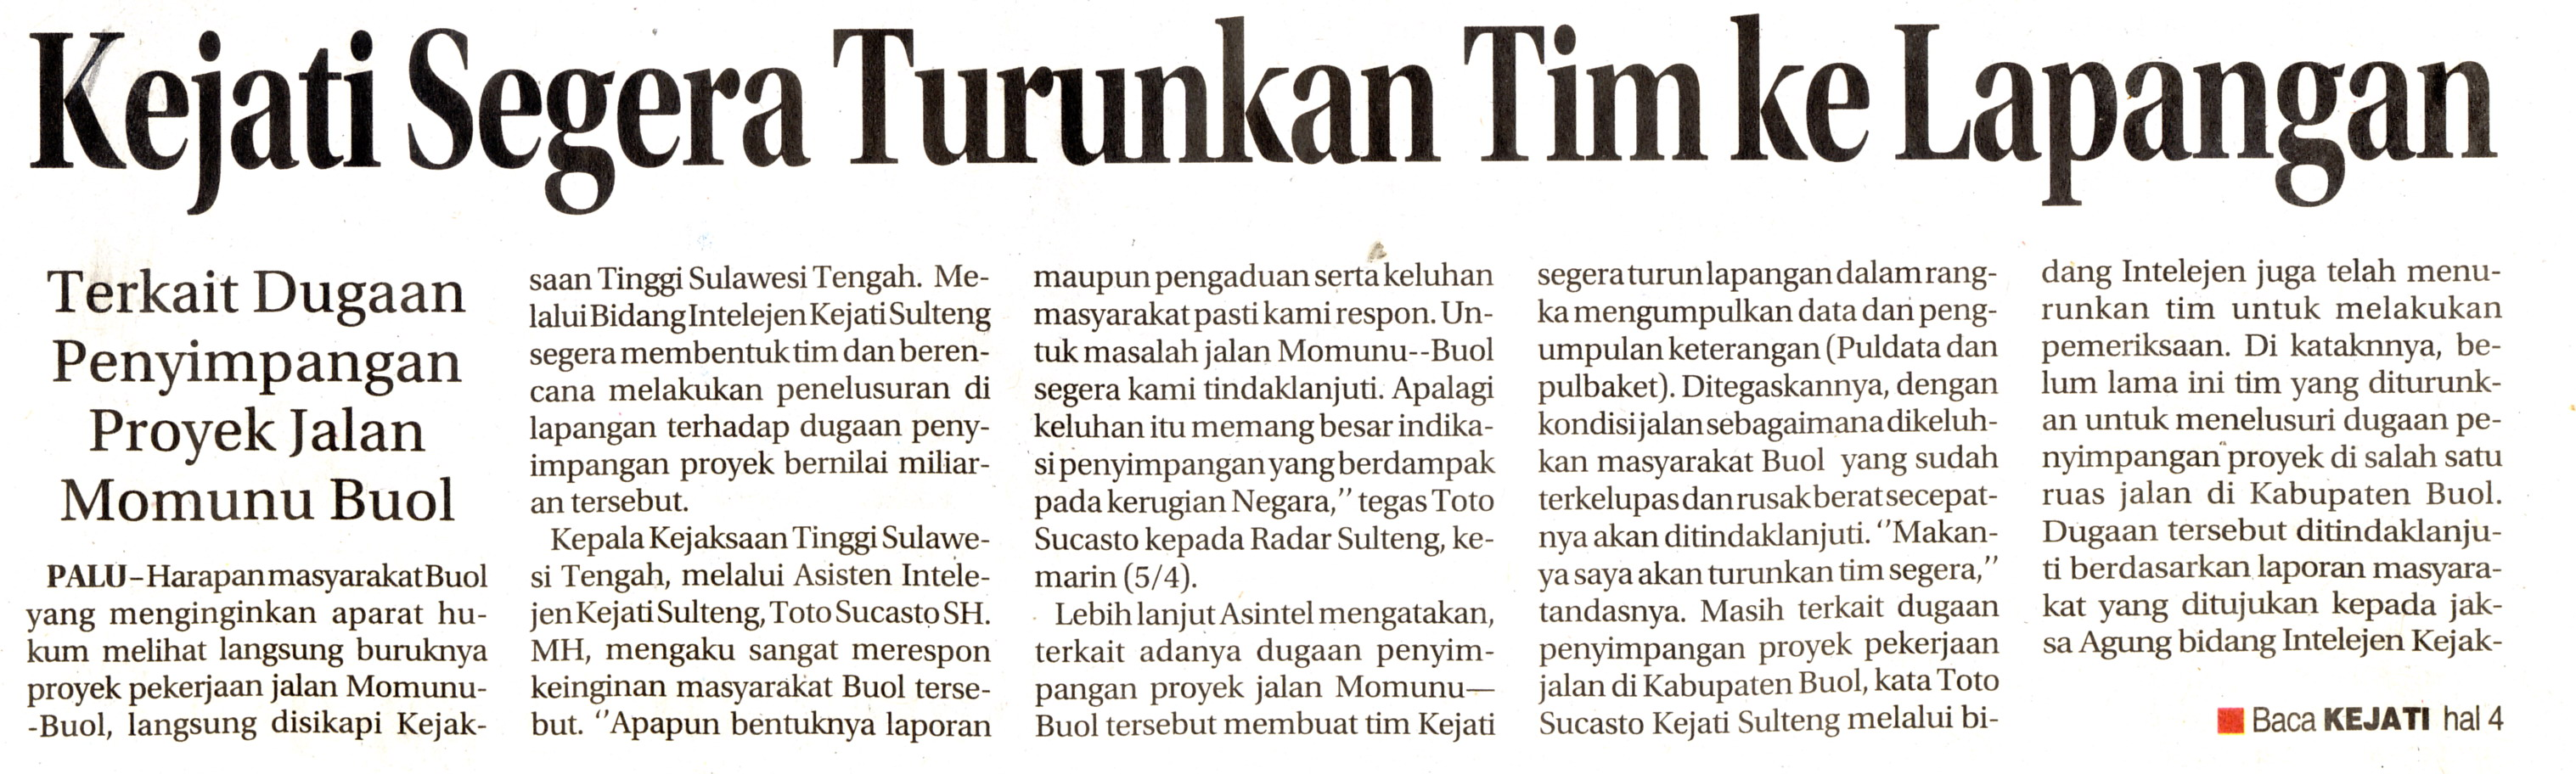 Kejati Segera Turunkan Tim ke Lapangan
Terkait Dugaan
Penyimpangan
Proyek Jalan
Momunu Buol
PALU-Harapan masyarakat Buol
yang menginginkan aparat hu-
kum melihat langsung buruknya
proyek pekerjaan jalan Momunu-
-Buol, langsung disikapi Kejak-
saan Tinggi Sulawesi Tengah. Me-
lalui Bidang Intelejen Kejati Sulteng
segera membentuk tim dan beren-
cana melakukan penelusuran di
lapangan terhadap dugaan peny-
impangan proyek bernilai miliar-
an tersebut.
Kepala Kejaksaan Tinggi Sulawe-
si Tengah, melalui Asisten Intele-
jen Kejati Sulteng, Toto Sucasto SH.
MH, mengaku sangat merespon
keinginan masyarakat Buol terse-
but. ‘’Apapun bentuknya laporan
maupun pengaduan serta keluhan
masyarakat pasti kami respon. Un-
tuk masalah jalan Momunu--Buol
segera kami tindaklanjuti. Apalagi
keluhan itu memang besar indika-
si penyimpangan yang berdampak
pada kerugian Negara,’’ tegas Toto
Sucasto kepada Radar Sulteng, ke-
marin (5/4).
Lebih lanjut Asintel mengatakan,
terkait adanya dugaan penyim-
pangan proyek jalan Momunu—
Buol tersebut membuat tim Kejati
segera turun lapangan dalam rang-
ka mengumpulkan data dan peng-
umpulan keterangan (Puldata dan
pulbaket). Ditegaskannya, dengan
kondisi jalan sebagaimana dikeluh-
kan masyarakat Buol yang sudah
terkelupas dan rusak berat secepat-
nya akan ditindaklanjuti. ‘’Makan-
ya saya akan turunkan tim segera,’’
tandasnya. Masih terkait dugaan
penyimpangan proyek pekerjaan
jalan di Kabupaten Buol, kata Toto
Sucasto Kejati Sulteng melalui bi-
dang Intelejen juga telah menu-
runkan tim untuk melakukan
pemeriksaan. Di kataknnya, be-
lum lama ini tim yang diturunk-
an untuk menelusuri dugaan pe-
nyimpangan proyek di salah satu
ruas jalan di Kabupaten Buol.
Dugaan tersebut ditindaklanju-
ti berdasarkan laporan masyara-
kat yang ditujukan kepada jak-
sa Agung bidang Intelejen Kejak-
Baca KEJATI hal 4